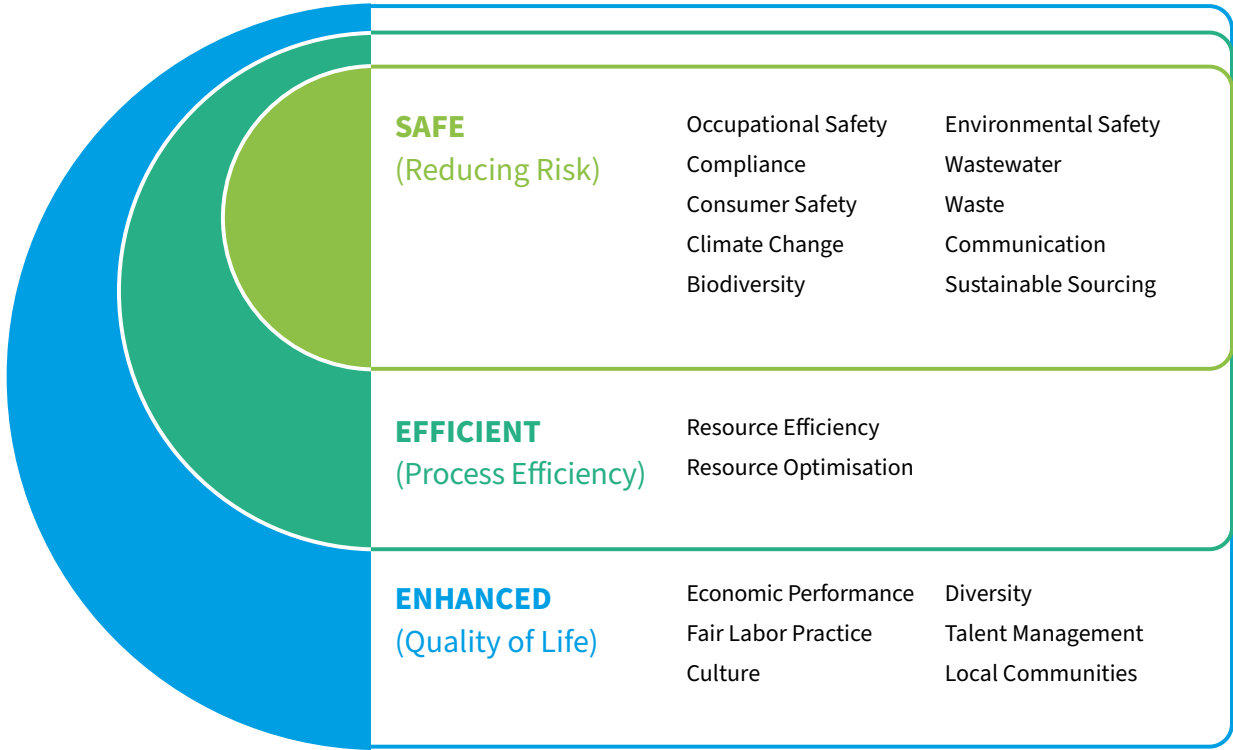 SAFE
(Reducing Risk)
Occupational Safety
Compliance
Consumer Safety
Climate Change
Biodiversity
Environmental Safety
Wastewater
Waste
Communication
Sustainable Sourcing
EFFICIENT
(Process Efficiency)
Resource Efficiency
Resource Optimisation
ENHANCED
(Quality of Life)
Economic Performance
Fair Labor Practice
Culture
Diversity
Talent Management
Local Communities